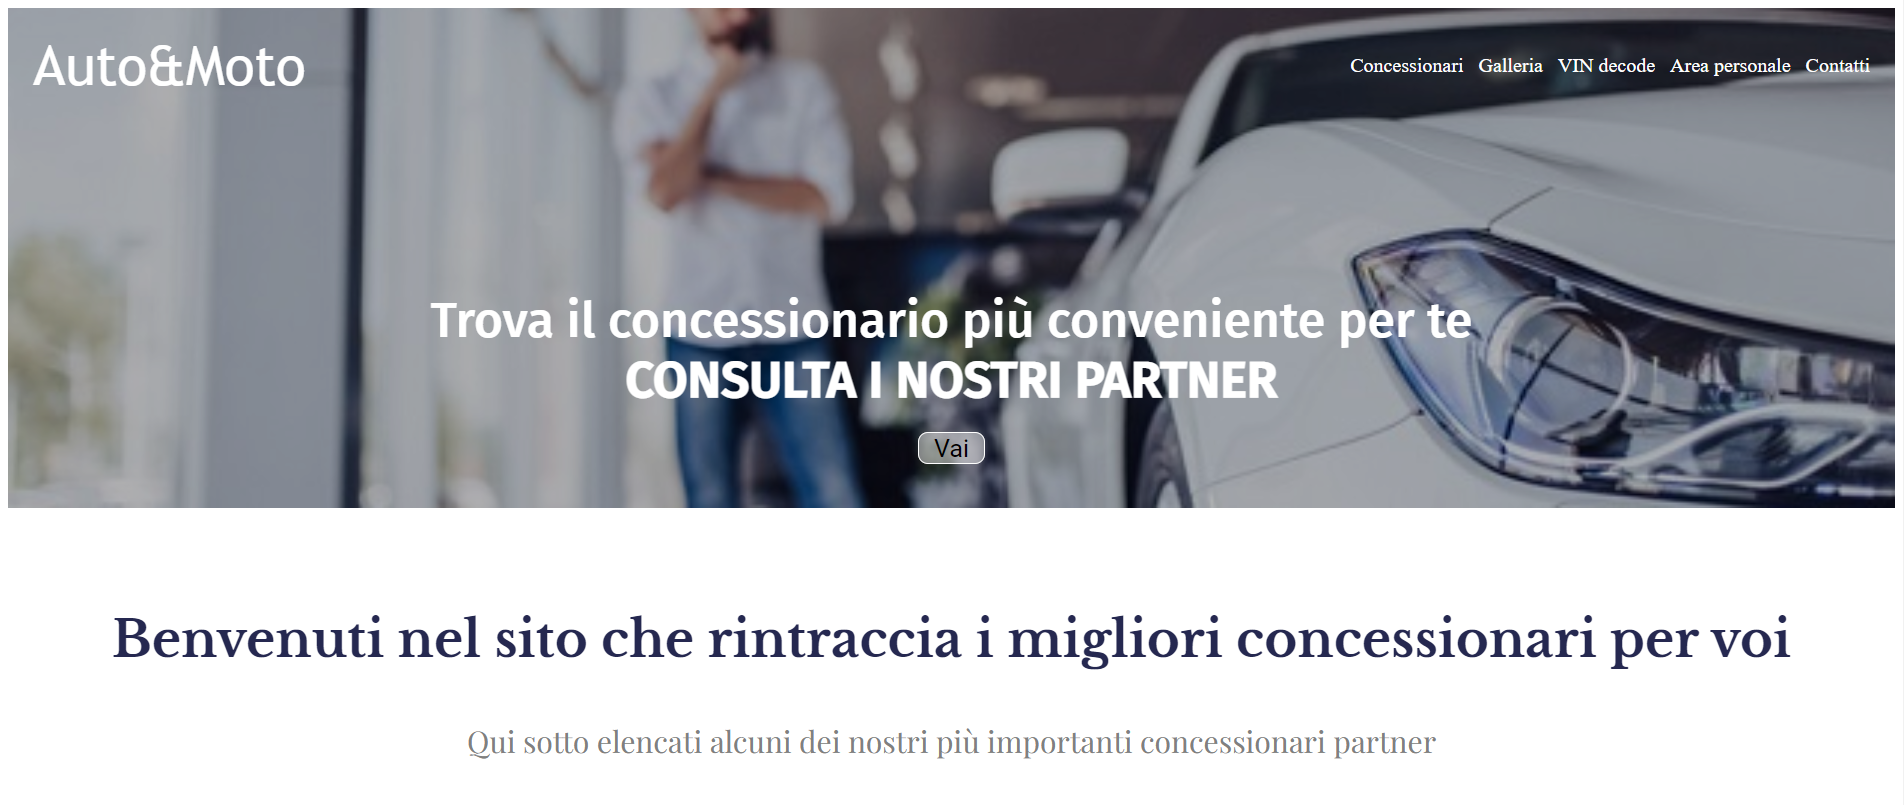 Auto&Moto
Concessionari Galleria VIN decode Area personale Contatti
Trova il concessionario più conveniente per te
CONSULTA I NOSTRI PARTNER
Vai
Benvenuti nel sito che rintraccia i migliori concessionari per voi
Qui sotto elencati alcuni dei nostri più importanti concessionari partner